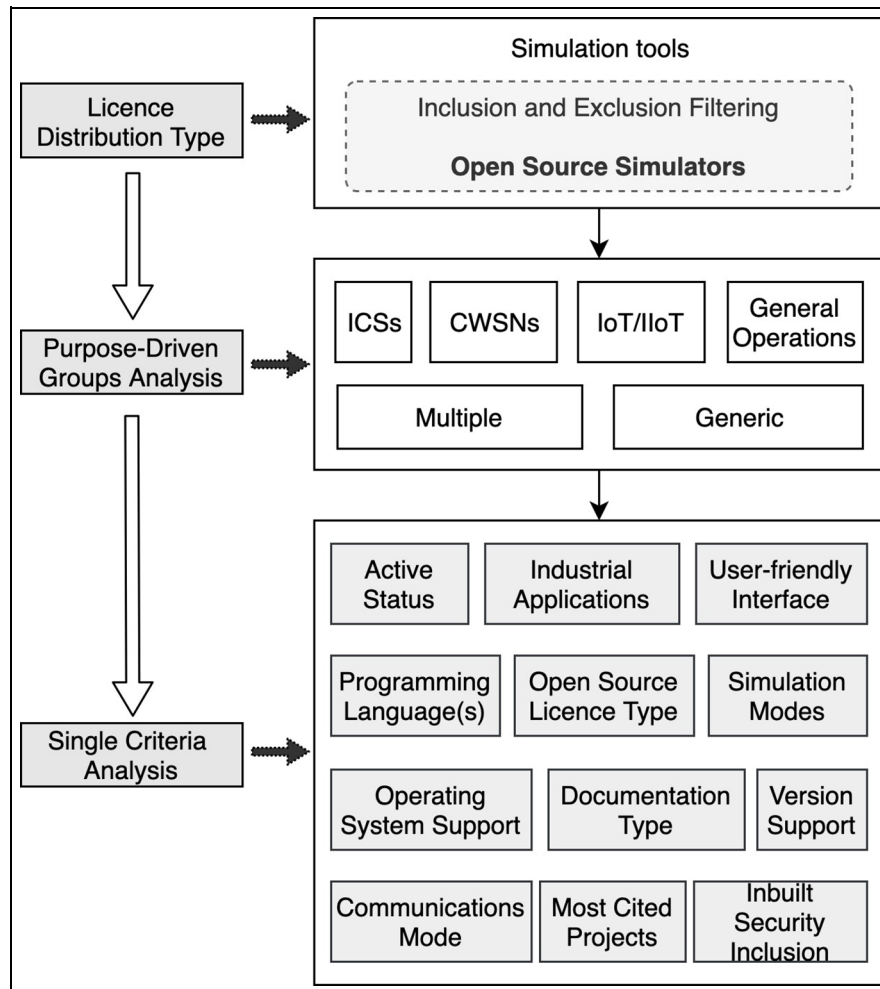 Simulation tools
Licence
Distribution Type
Inclusion and Exclusion Filtering
Open Source Simulators
Purpose-Driven
Groups Analysis
ICSs
CWSNs
IoT/IIoT
General
Operations
Multiple
Generic
Single Criteria
Analysis
Active
Status
Industrial
Applications
User-friendly
Interface
Programming
Language(s)
Open Source
Licence Type
Simulation
Modes
Operating
System Support
Documentation
Type
Version
Support
Communications
Mode
Most Cited
Projects
Inbuilt
Security
Inclusion